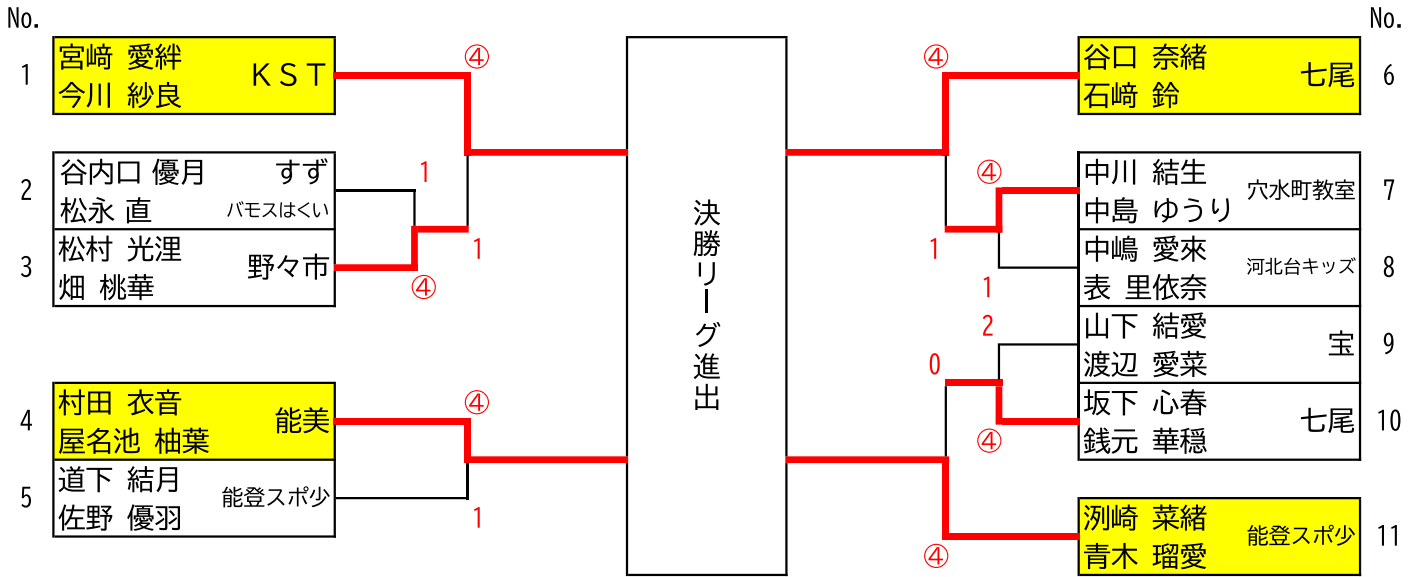 No.
1
宮﨑 愛絆
今川 紗良
KST
④
2
谷内口 優月
松永 直
すず
バモスはくい
1
3
松村 光浬
畑 桃華
野々市
④
1
4
村田 衣音
屋名池 柚葉
能美
④
5
道下 結月
佐野 優羽
能登スポ少
1
決勝リーグ進出
No.
④
谷口 奈緒
石﨑 鈴
七尾
6
④
中川 結生
中島 ゆうり
穴水町教室
7
1
中嶋 愛來
表 里依奈
河北台キッズ
8
1
2
山下 結愛
渡辺 愛菜
宝
9
0
坂下 心春
銭元 華穏
七尾
10
④
洌崎 菜緒
青木 瑠愛
能登スポ少
11
④